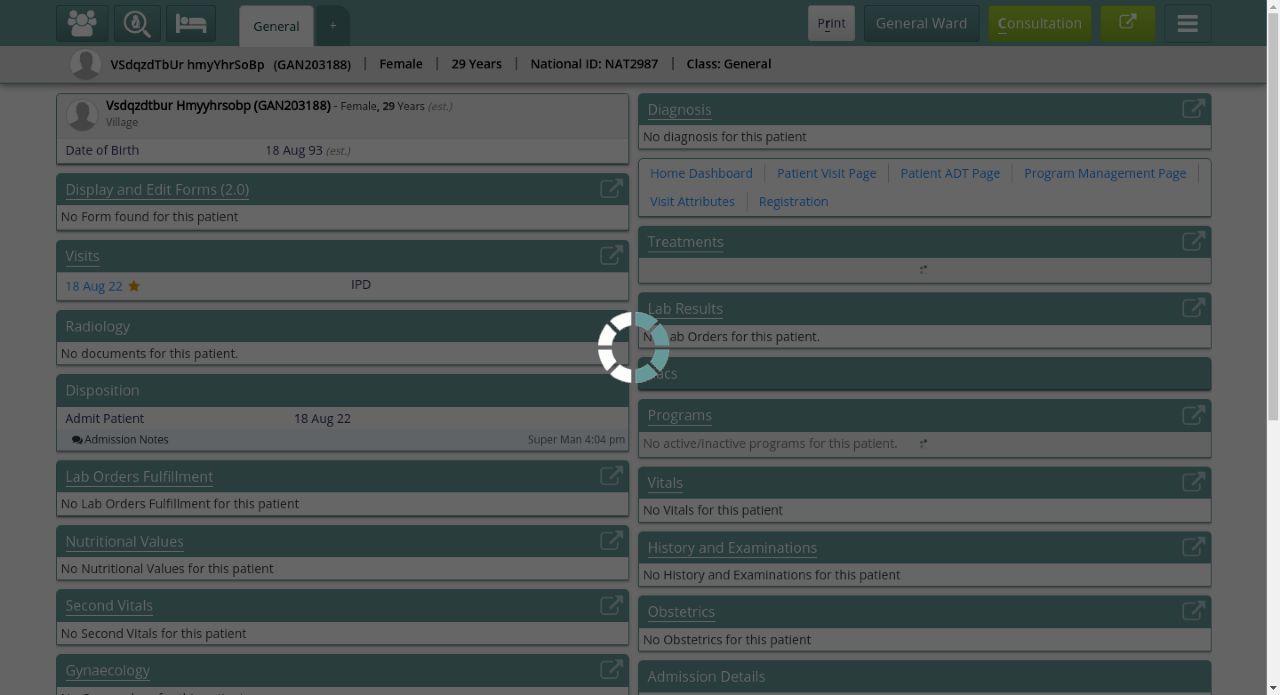 General
+
Print
General Ward
Consultation
VSdqzdTbUr hmyYhrSoBp (GAN203188) | Female | 29 Years | National ID: NAT2987 | Class: General
Vsdqzdtbur Hmyyhrsobp (GAN203188) - Female, 29 Years (est.)
Village
Date of Birth 18 Aug 93 (est.)
Display and Edit Forms (2.0)
No Form found for this patient
Visits
18 Aug 22 IPD
Radiology
No documents for this patient.
Disposition
Admit Patient 18 Aug 22
Admission Notes Super Man 4:04 pm
Lab Orders Fulfillment
No Lab Orders Fulfillment for this patient
Nutritional Values
No Nutritional Values for this patient
Second Vitals
No Second Vitals for this patient
Gynaecology
Diagnosis
No diagnosis for this patient
Home Dashboard | Patient Visit Page | Patient ADT Page | Program Management Page |
Visit Attributes | Registration
Treatments
Lab Results
Lab Orders for this patient.
Programs
No active/inactive programs for this patient.
Vitals
No Vitals for this patient
History and Examinations
No History and Examinations for this patient
Obstetrics
No Obstetrics for this patient
Admission Details